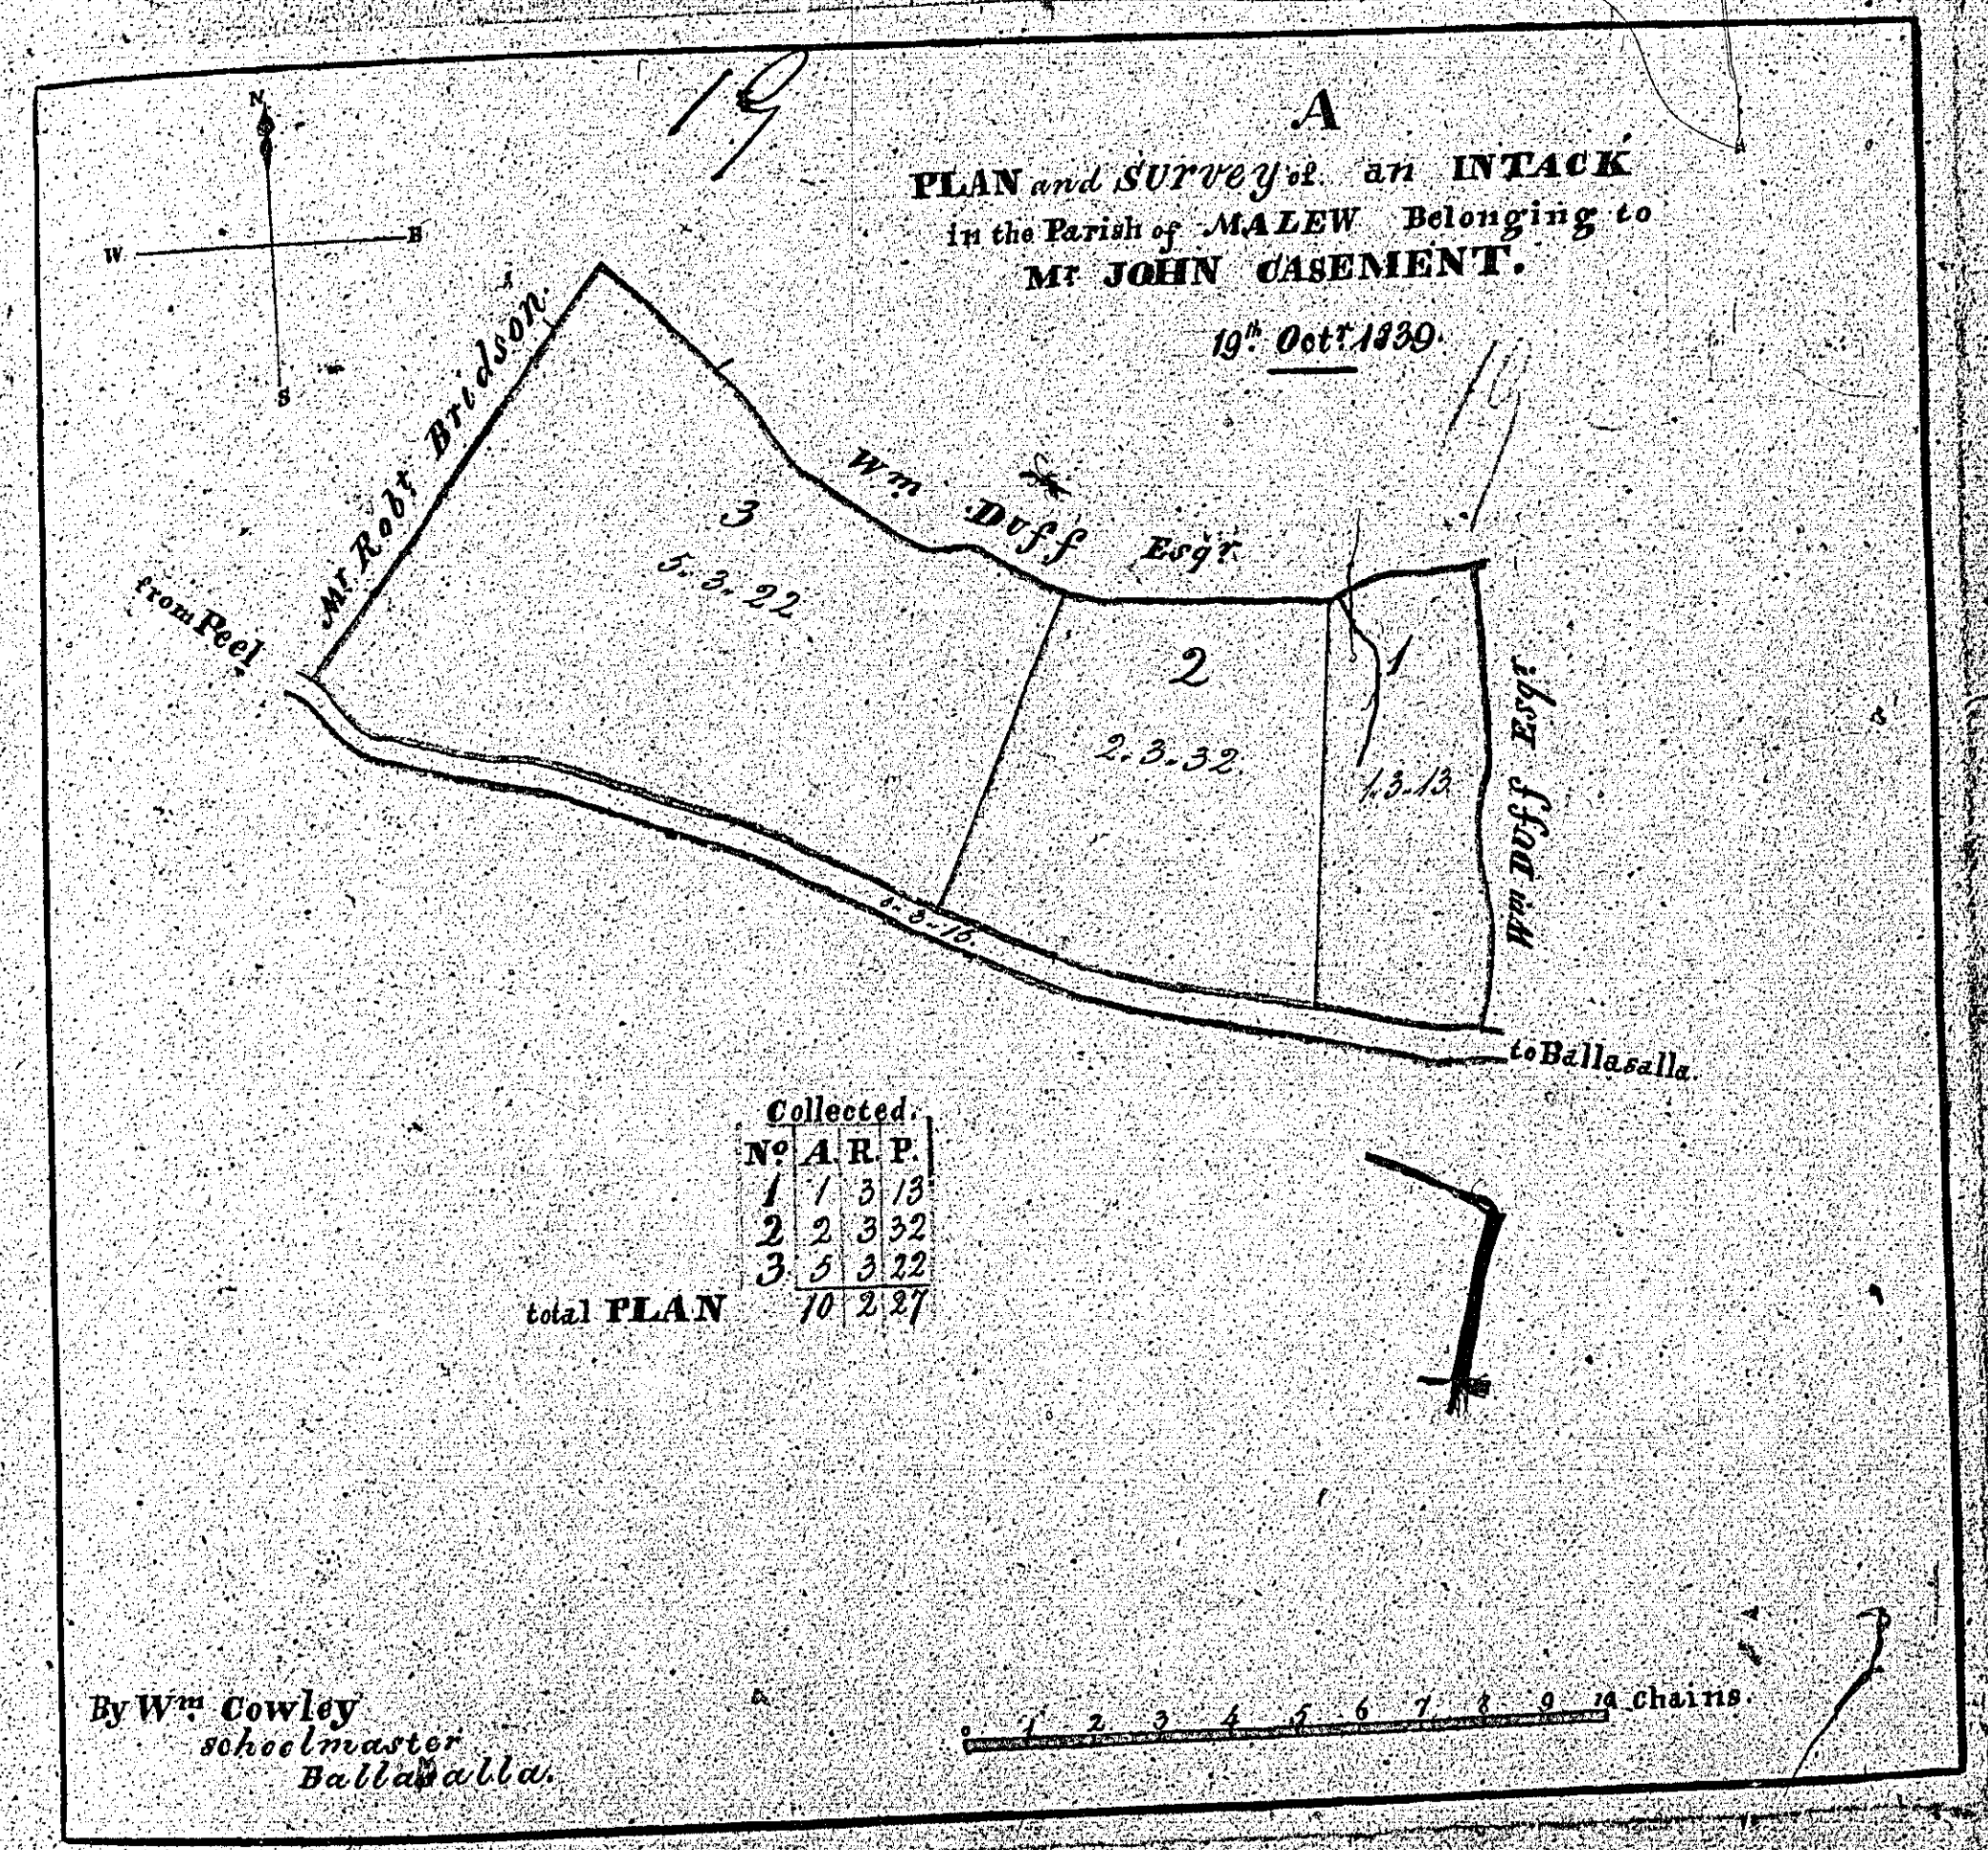 19
A
PLAN and SURVEY of an INTACK
in the Parish of MALEW Belonging to
Mr. JOHN CASEMENT.
19th. Octr. 1839.
N
W
E
S
Mr. Robt. Bridson.
Wm. Duff Esqr.
from Peel
3
5. 3. 22
2
2. 3. 32.
1
1. 3. 13
Wm Duff Esqr.
0. 3. 16.
to Ballasalla.
Collected.
No. A. R. P.
1 1 3 13
2 2 3 32
3 5 3 22
total PLAN 10 2 27
By Wm. Cowley
schoolmaster
Ballasalla.
0 1 2 3 4 5 6 7 8 9 10 Chains.